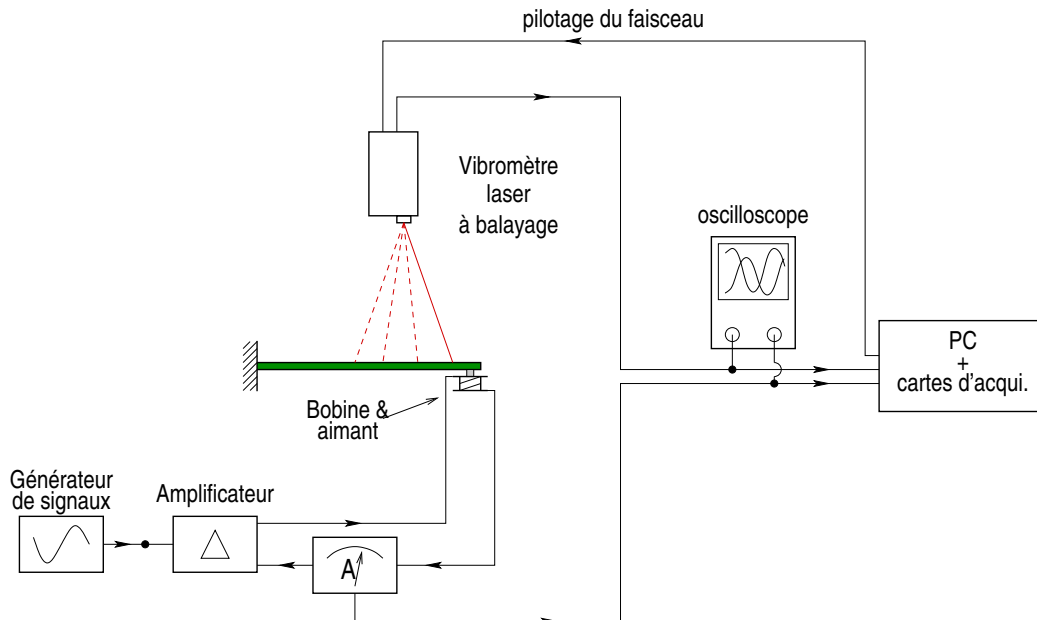 pilotage du faisceau
Vibromètre
laser
à balayage
oscilloscope
PC
+
cartes d'acqui.
Bobine &
aimant
Générateur
de signaux
Amplificateur
A